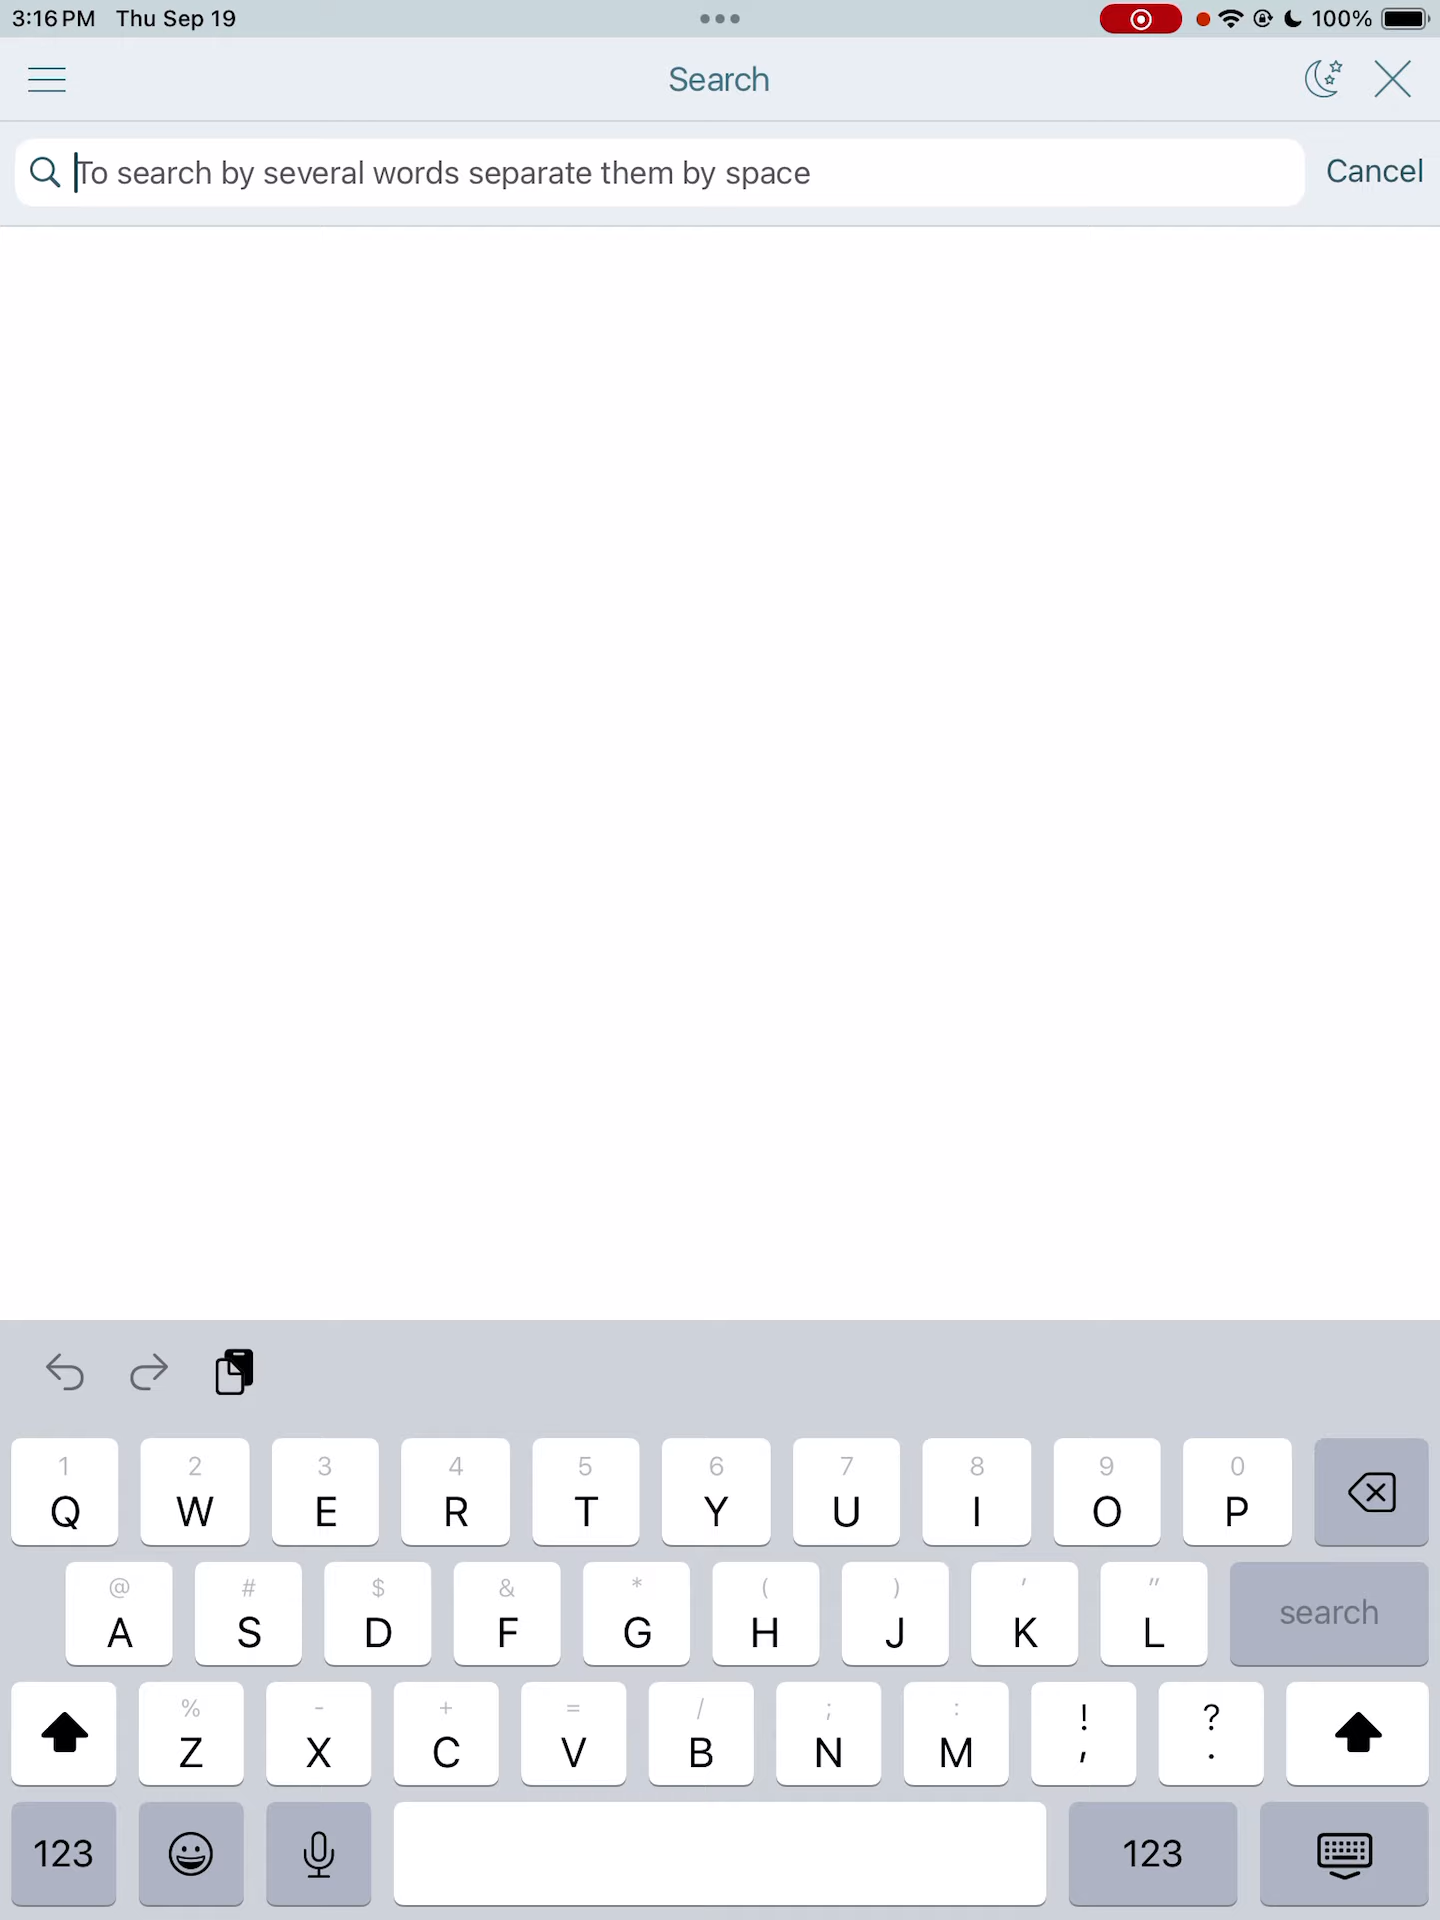 3:16 PM Thu Sep 19 100%
Search
To search by several words separate them by space Cancel
1 2 3 4 5 6 7 8 9 0
Q W E R T Y U I O P
@ # $ & * ( ) ' "
A S D F G H J K L search
% - + = / ; : ! ?
Z X C V B N M , .
123 123